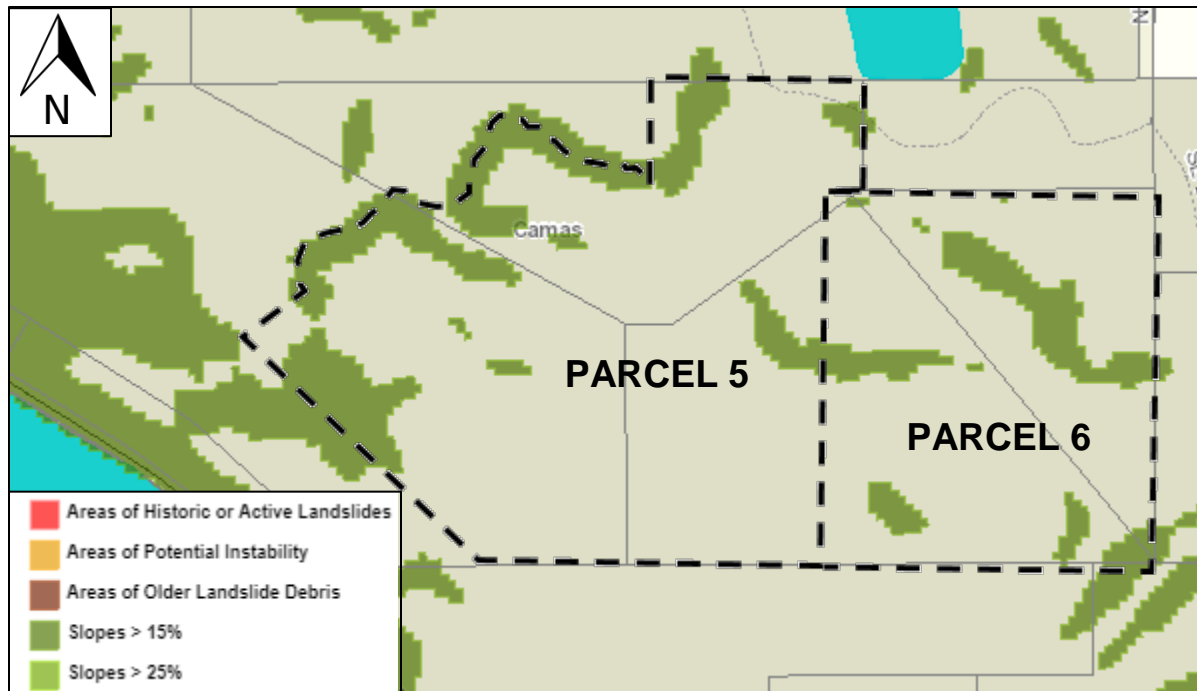 N
Z
Camas
PARCEL 5
PARCEL 6
Areas of Historic or Active Landslides
Areas of Potential Instability
Areas of Older Landslide Debris
Slopes > 15%
Slopes > 25%